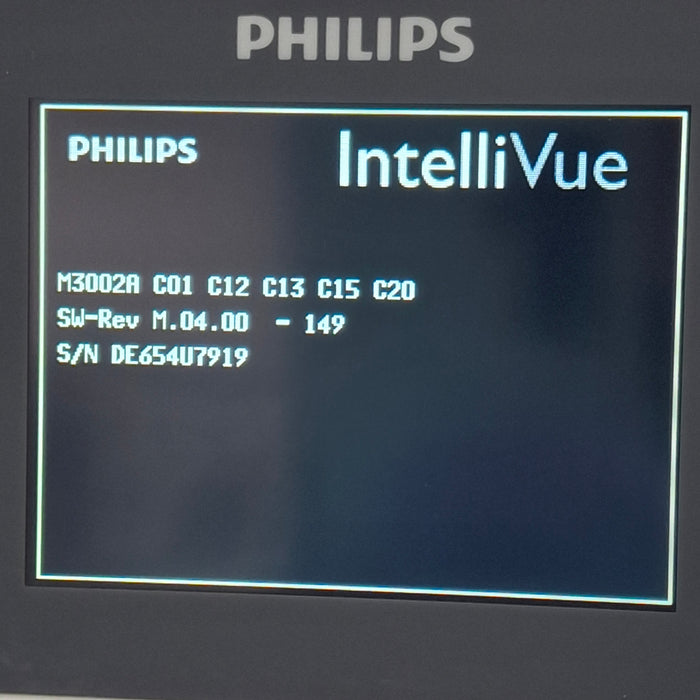 PHILIPS
PHILIPS IntelliVue
M3002A C01 C12 C13 C15 C20
SW-Rev M.04.00 - 149
S/N DE654U7919